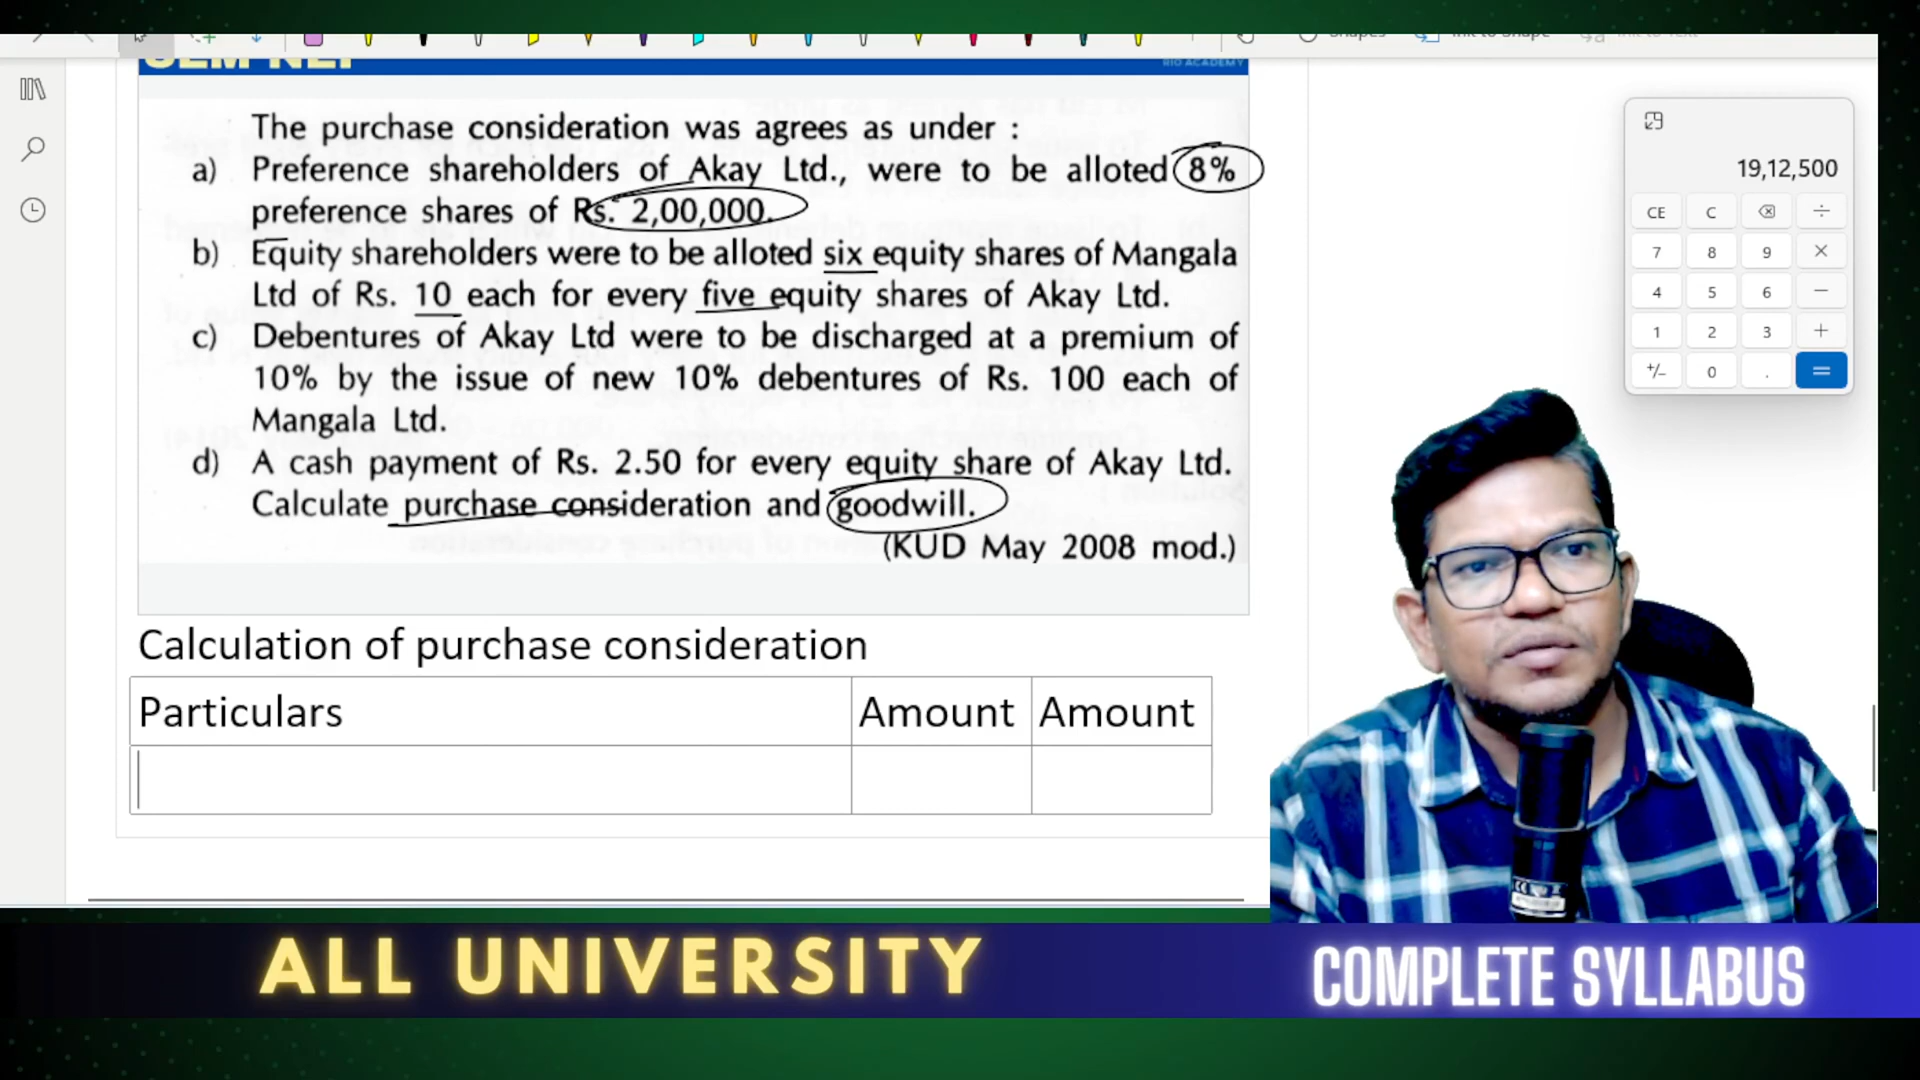 SEM NEP
RIO ACADEMY
The purchase consideration was agrees as under :
a) Preference shareholders of Akay Ltd., were to be alloted 8%
preference shares of Rs. 2,00,000.
b) Equity shareholders were to be alloted six equity shares of Mangala
Ltd of Rs. 10 each for every five equity shares of Akay Ltd.
c) Debentures of Akay Ltd were to be discharged at a premium of
10% by the issue of new 10% debentures of Rs. 100 each of
Mangala Ltd.
d) A cash payment of Rs. 2.50 for every equity share of Akay Ltd.
Calculate purchase consideration and goodwill.
(KUD May 2008 mod.)
Calculation of purchase consideration
Particulars Amount Amount
19,12,500
CE C ⌫ ÷
7 8 9 ×
4 5 6 −
1 2 3 +
+/− 0 . =
ALL UNIVERSITY
COMPLETE SYLLABUS